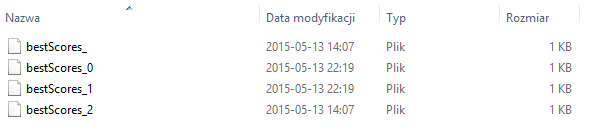 Nazwa Data modyfikacji Typ Rozmiar
bestScores_ 2015-05-13 14:07 Plik 1 KB
bestScores_0 2015-05-13 22:19 Plik 1 KB
bestScores_1 2015-05-13 22:19 Plik 1 KB
bestScores_2 2015-05-13 14:07 Plik 1 KB